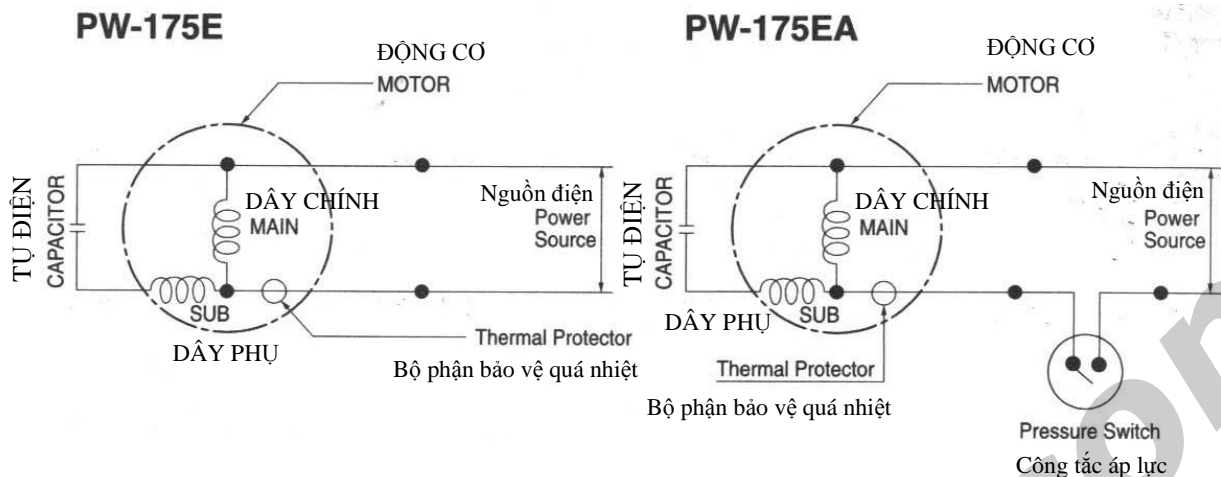 PW-175E
ĐỘNG CƠ
MOTOR
TỤ ĐIỆN
CAPACITOR
DÂY CHÍNH
MAIN
Nguồn điện
Power
Source
SUB
DÂY PHỤ
Thermal Protector
Bộ phận bảo vệ quá nhiệt
PW-175EA
ĐỘNG CƠ
MOTOR
TỤ ĐIỆN
CAPACITOR
DÂY CHÍNH
MAIN
Nguồn điện
Power
Source
SUB
DÂY PHỤ
Thermal Protector
Bộ phận bảo vệ quá nhiệt
Pressure Switch
Công tắc áp lực